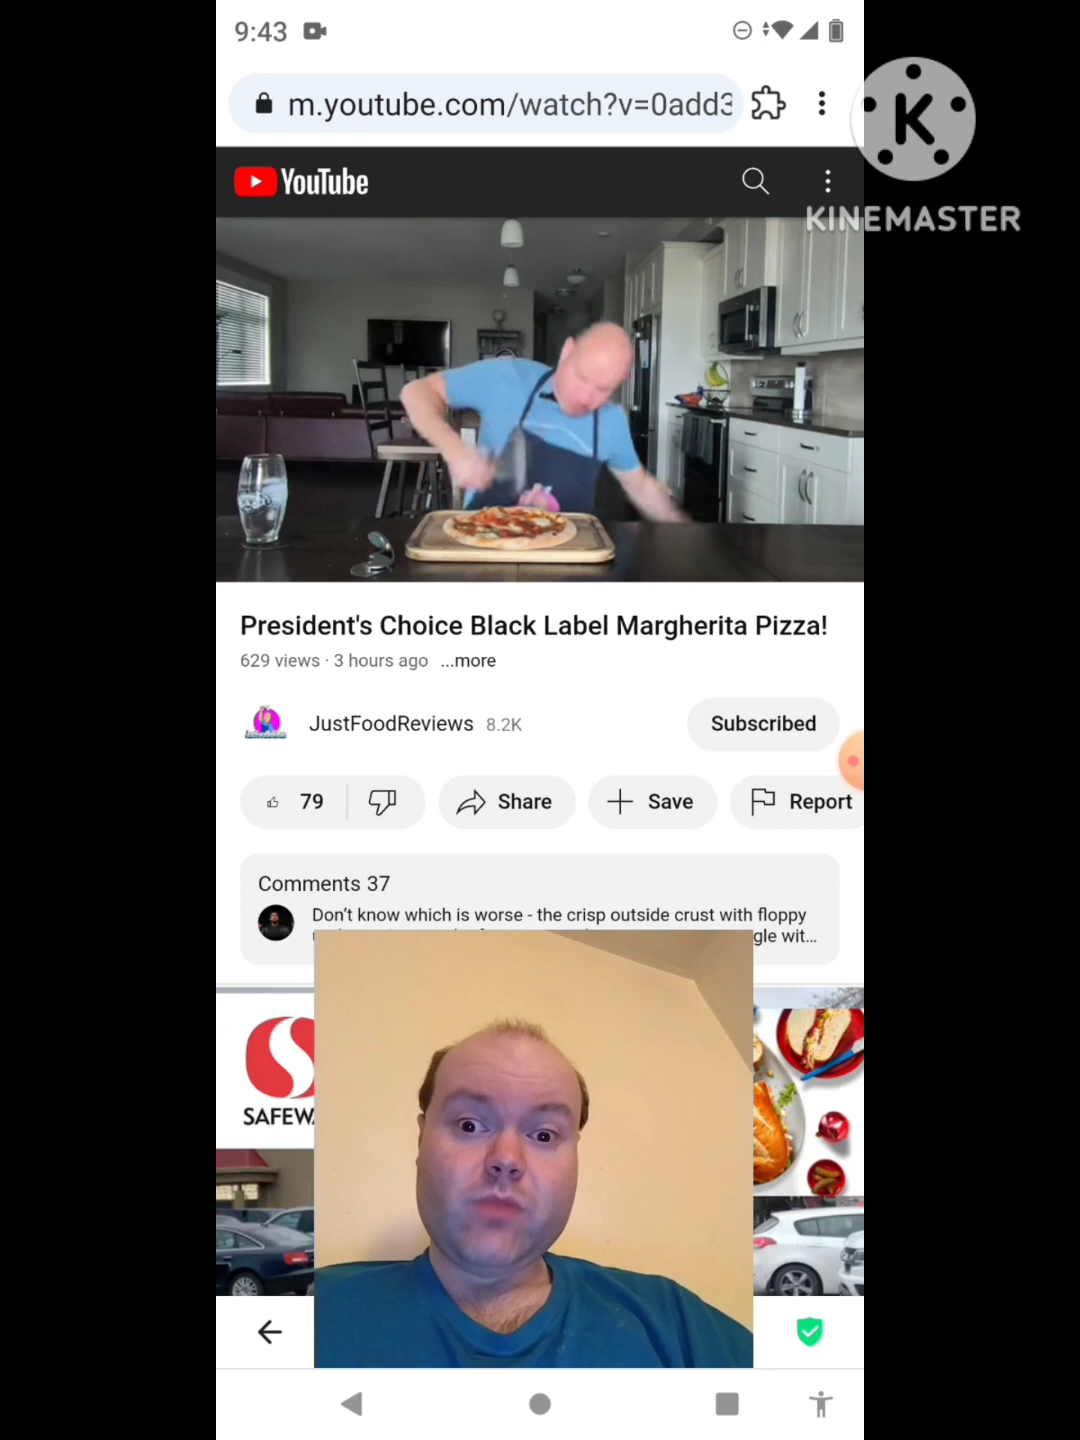 9:43
m.youtube.com/watch?v=0add3
K
KINEMASTER
YouTube
President's Choice Black Label Margherita Pizza!
629 views · 3 hours ago ...more
JustFoodReviews 8.2K
Subscribed
79
Share
Save
Report
Comments 37
Don't know which is worse - the crisp outside crust with floppy
wit...
SAFEW